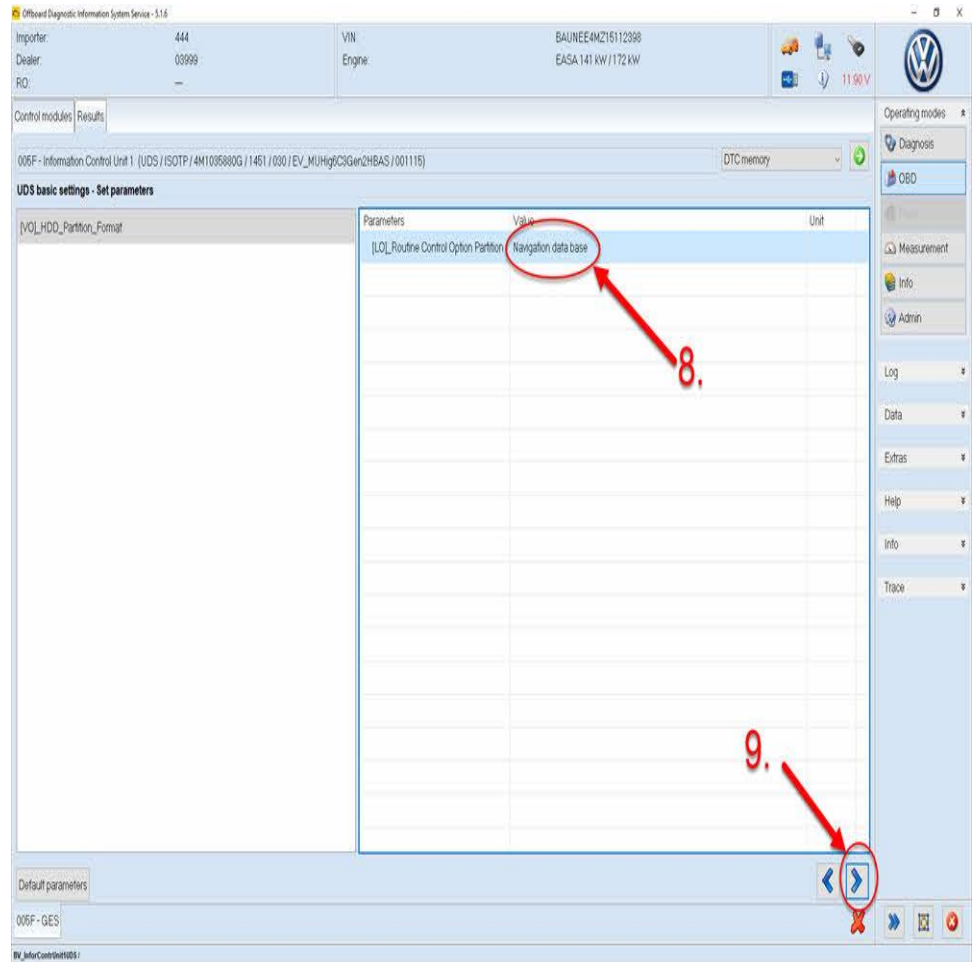 Offboard Diagnostic Information System Service - 5.1.6
Importer: 444 VIN: BAUNEE4MZ15112398
Dealer: 03999 Engine: EASA 141 kW / 172 kW
RO: —
11.90 V
Control modules Results
005F - Information Control Unit 1 (UDS / ISOTP / 4M1035880G / 1451 / 030 / EV_MUHig6C3Gen2HBAS / 001115) DTC memory
UDS basic settings - Set parameters
[VO]_HDD_Partition_Format
Parameters Value Unit
[LO]_Routine Control Option Partition Navigation data base
8.
9.
Default parameters
005F - GES
Operating modes
Diagnosis
OBD
Measurement
Info
Admin
Log
Data
Extras
Help
Info
Trace